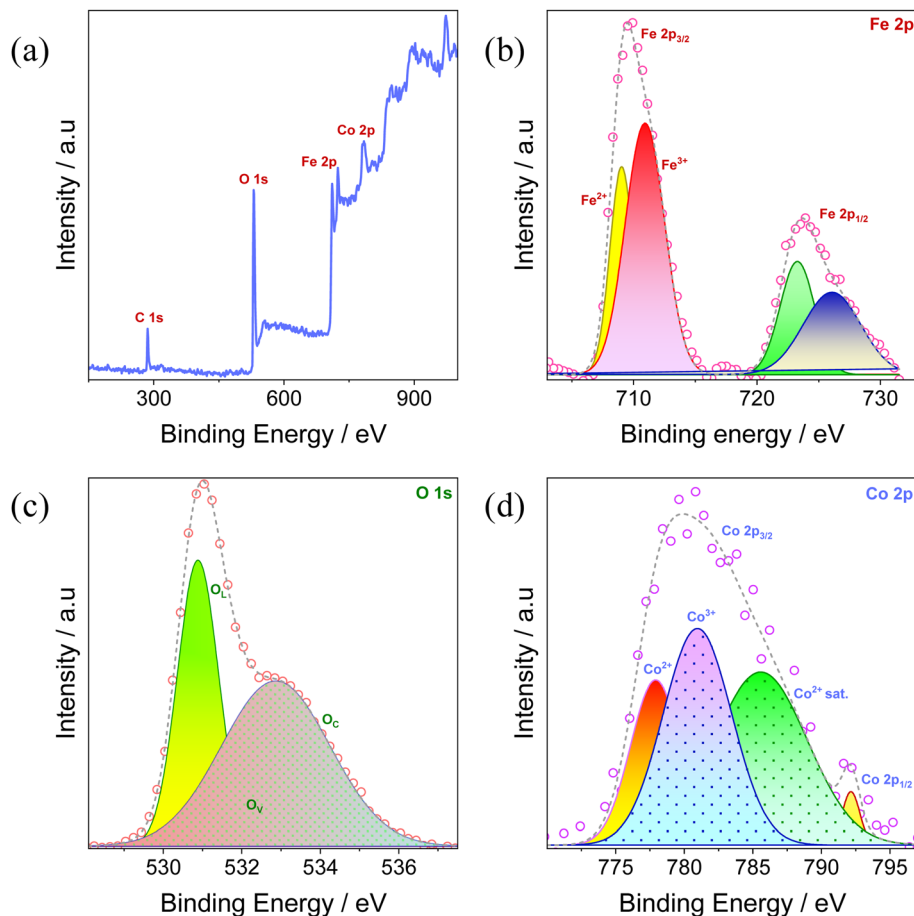 (a)
Intensity / a.u
C 1s
O 1s
Fe 2p
Co 2p
300
600
900
Binding Energy / eV
(b)
Fe 2p
Intensity / a.u
Fe 2p3/2
Fe²⁺
Fe³⁺
Fe 2p1/2
710
720
730
Binding energy / eV
(c)
O 1s
Intensity / a.u
OL
OC
OV
530
532
534
536
Binding Energy / eV
(d)
Co 2p
Intensity / a.u
Co 2p3/2
Co³⁺
Co²⁺
Co²⁺ sat.
Co 2p1/2
775
780
785
790
795
Binding Energy / eV